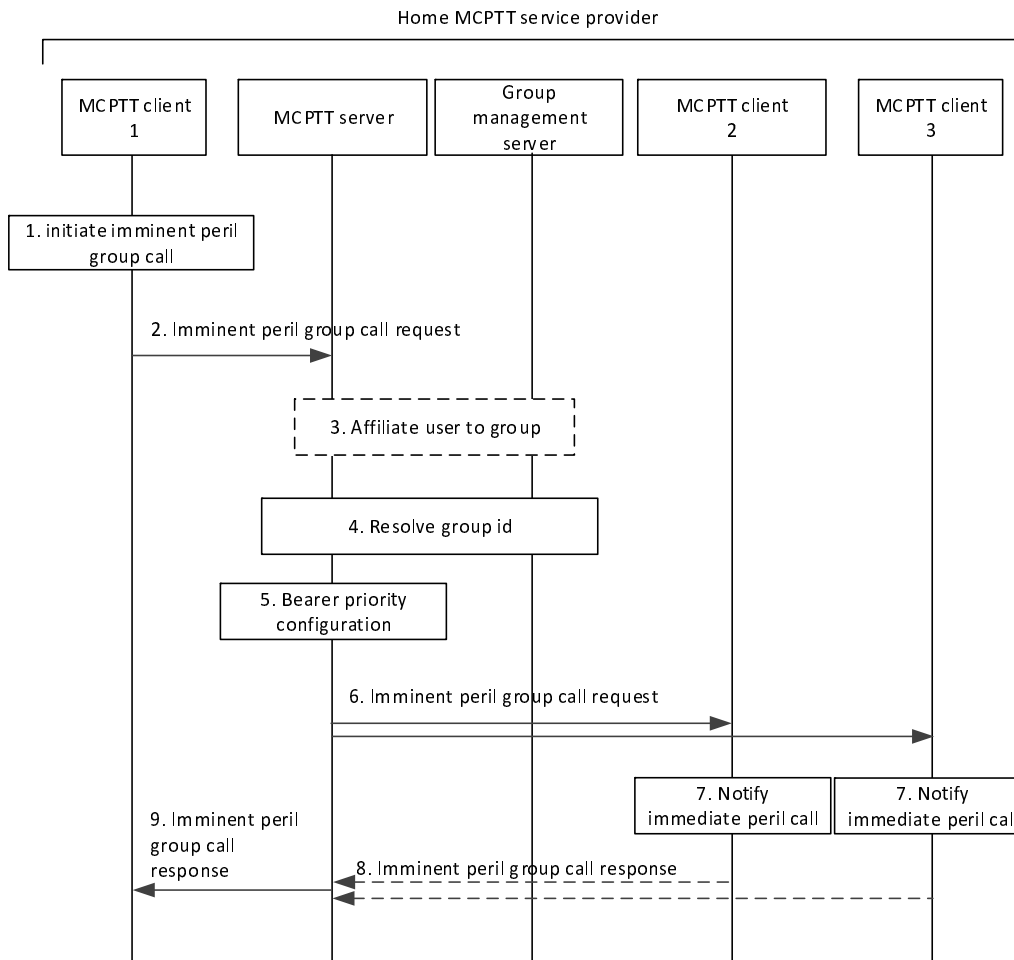 Home MCPTT service provider
MCPTT client
1
MCPTT server
Group
management
server
MCPTT client
2
MCPTT client
3
1. initiate imminent peril
group call
2. Imminent peril group call request
3. Affiliate user to group
4. Resolve group id
5. Bearer priority
configuration
6. Imminent peril group call request
7. Notify
immediate peril call
7. Notify
immediate peril cal
9. Imminent peril
group call
response
8. Imminent peril group call response